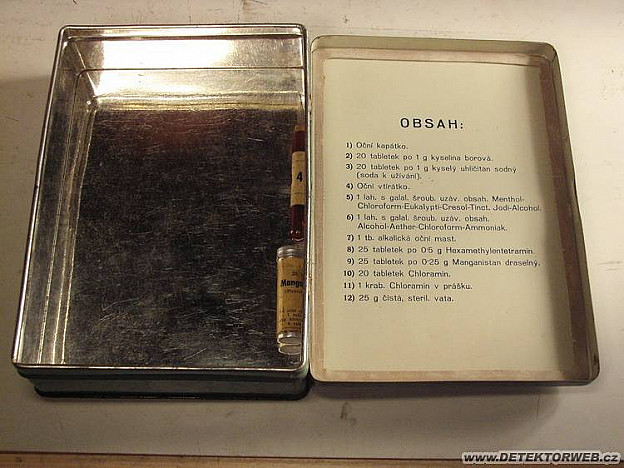 OBSAH:
1) Oční kapátko.
2) 20 tabletek po 1 g kyselina borová.
3) 20 tabletek po 1 g kyselý uhličitan sodný
(soda k užívání).
4) Oční vtírátko.
5) 1 lah. s galal. šroub. uzáv. obsah. Menthol-
Chloroform-Eukalypti-Cresol-Tinct. Jodi-Alcohol.
6) 1 lah. s galal. šroub. uzáv. obsah.
Alcohol-Aether-Chloroform-Ammoniak.
7) 1 tb. alkalická oční mast.
8) 25 tabletek po 0·5 g Hexamethylentetramin.
9) 25 tabletek po 0·25 g Manganistan draselný.
10) 20 tabletek Chloramin.
11) 1 krab. Chloramin v prášku.
12) 25 g čistá, steril. vata.
4
www.DETEKTORWEB.cz